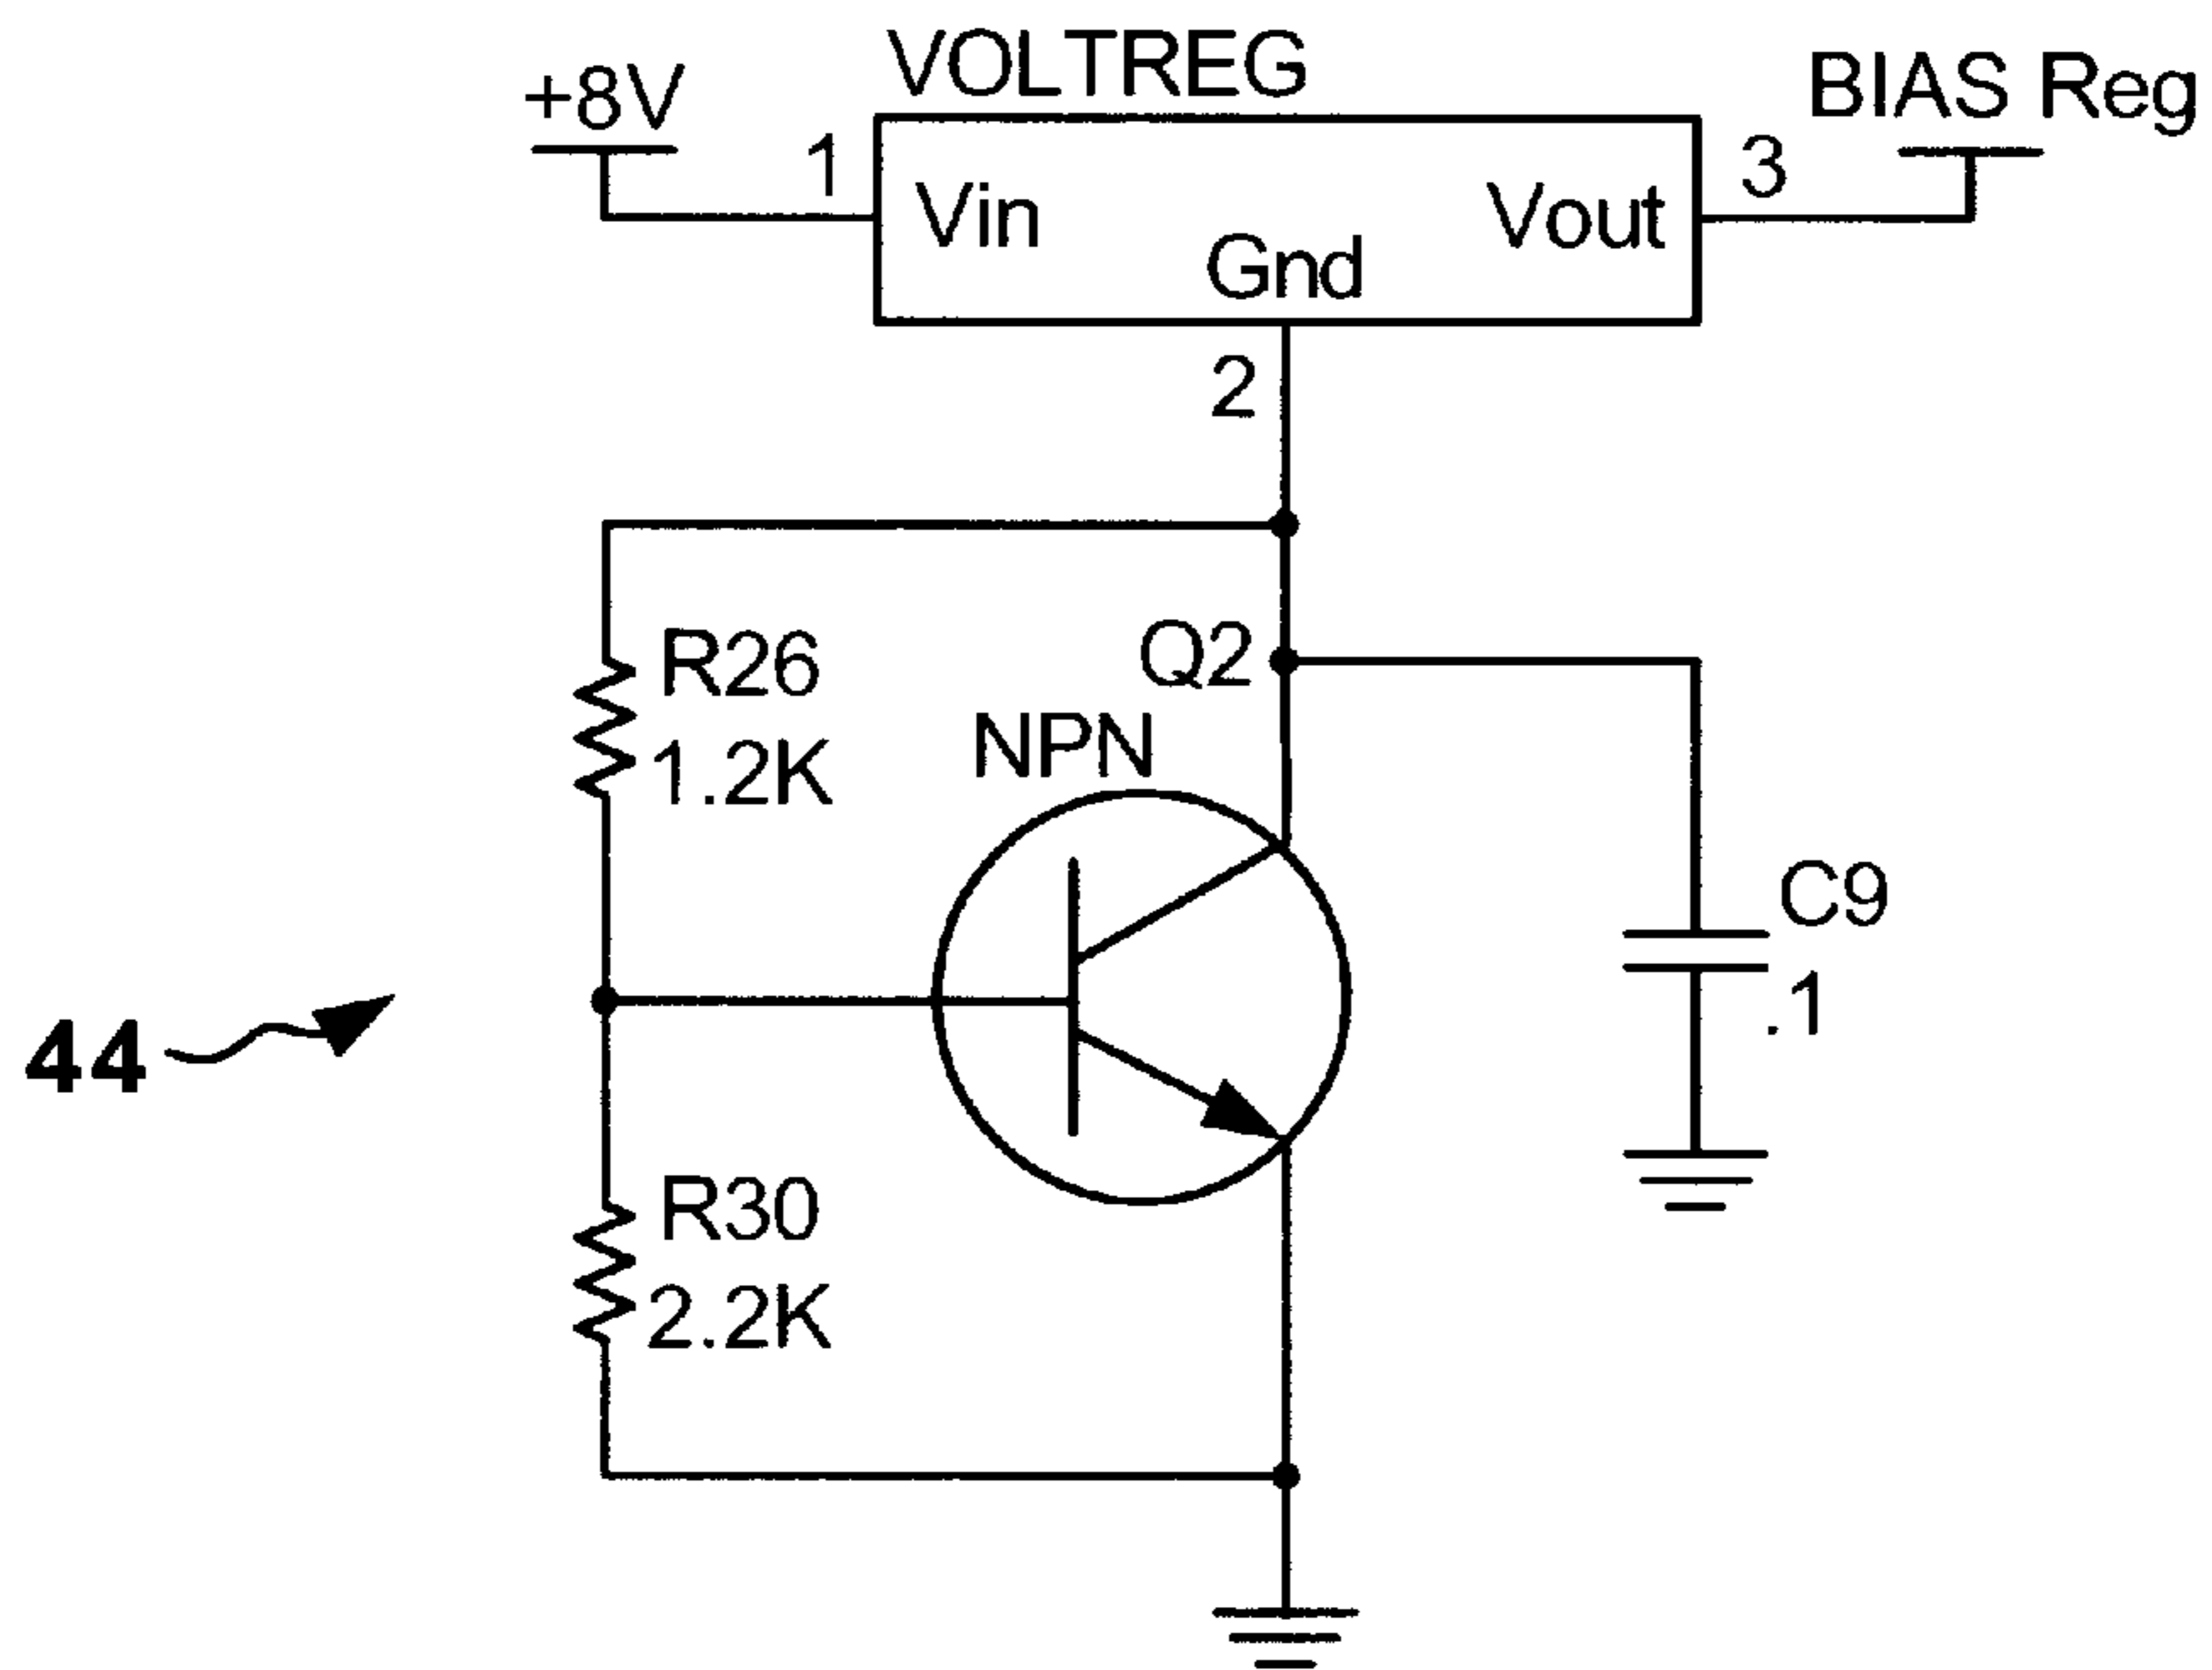 VOLTREG
+8V
BIAS Reg
1
3
Vin
Vout
Gnd
2
R26
1.2K
Q2
NPN
C9
.1
44
R30
2.2K